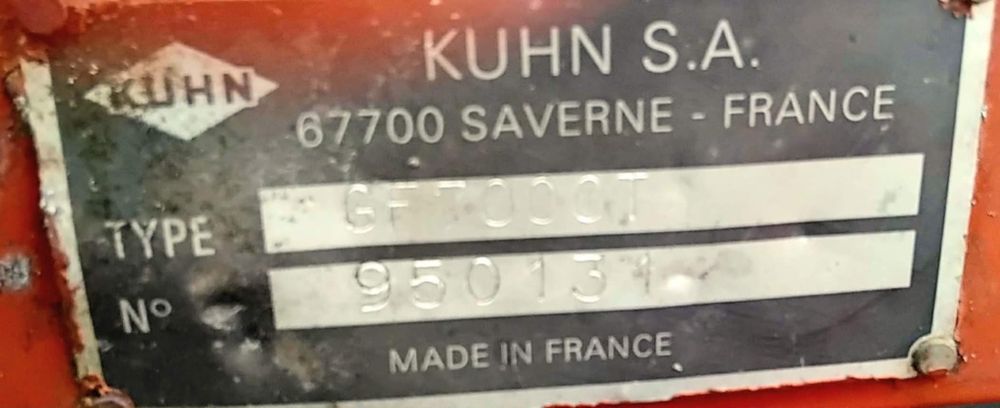 KUHN
KUHN S.A.
67700 SAVERNE - FRANCE
TYPE GF7000T
N° 950131
MADE IN FRANCE